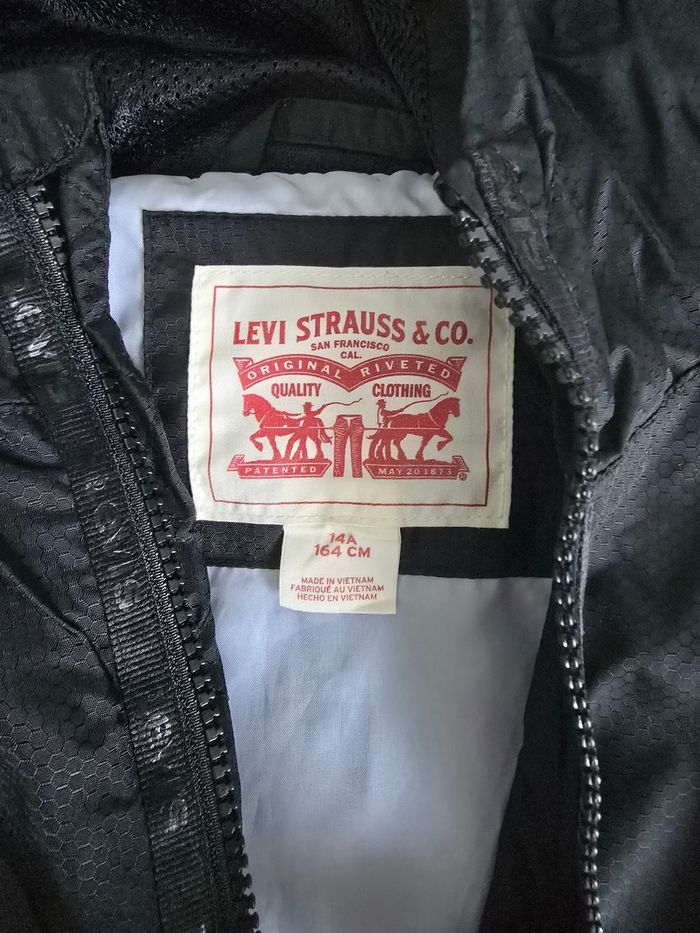 LEVI STRAUSS & CO.
SAN FRANCISCO
CAL.
ORIGINAL RIVETED
QUALITY CLOTHING
PATENTED MAY 20 1873
®
14A
164 CM
MADE IN VIETNAM
FABRIQUÉ AU VIETNAM
HECHO EN VIETNAM